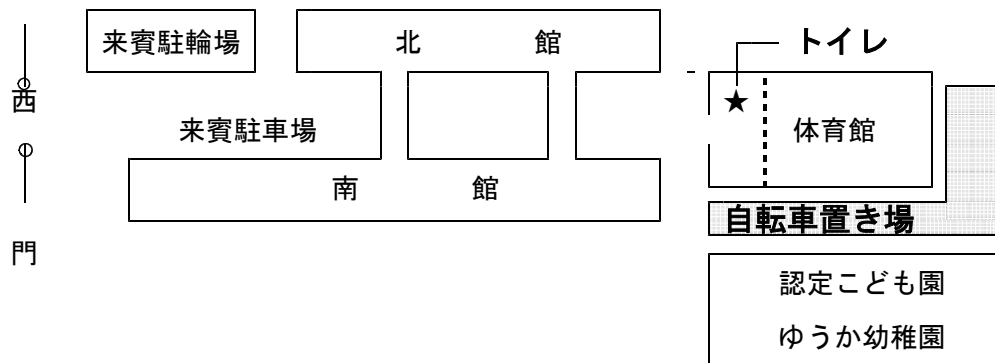 来賓駐輪場
北館
トイレ
西門
★
体育館
来賓駐車場
南館
自転車置き場
認定こども園
ゆうか幼稚園